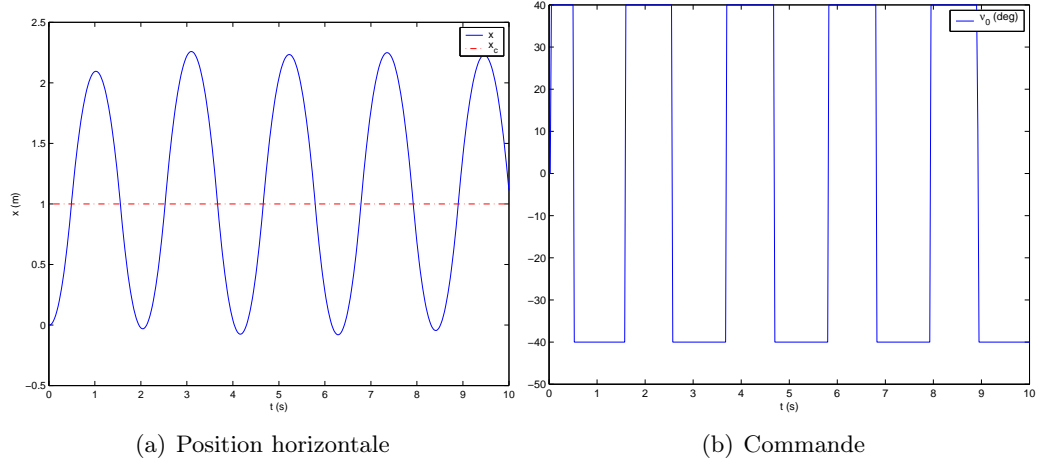 2.5
2
1.5
1
0.5
0
−0.5
x (m)
0 1 2 3 4 5 6 7 8 9 10
t (s)
x
x_c
(a) Position horizontale
40
30
20
10
0
−10
−20
−30
−40
−50
0 1 2 3 4 5 6 7 8 9 10
t (s)
ν_0 (deg)
(b) Commande